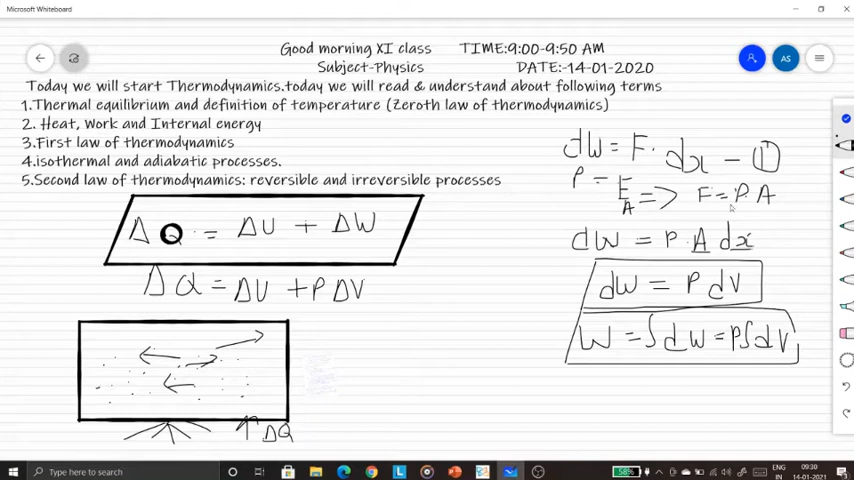 Microsoft Whiteboard
Good morning XI class TIME:9:00-9:50 AM
Subject-Physics DATE:-14-01-2020
Today we will start Thermodynamics.today we will read & understand about following terms
1.Thermal equilibrium and definition of temperature (Zeroth law of thermodynamics)
2. Heat, Work and Internal energy
3.First law of thermodynamics
4.isothermal and adiabatic processes.
5.Second law of thermodynamics: reversible and irreversible processes
ΔQ = ΔU + ΔW
ΔQ = ΔU + PΔV
ΔQ
dW = F. dx - ①
P = F/A => F = P A
dW = P. A dx
dW = P dV
W = ∫dW = P∫dV
AS
Type here to search
58%
ENG
IN
09:30
14-01-2021